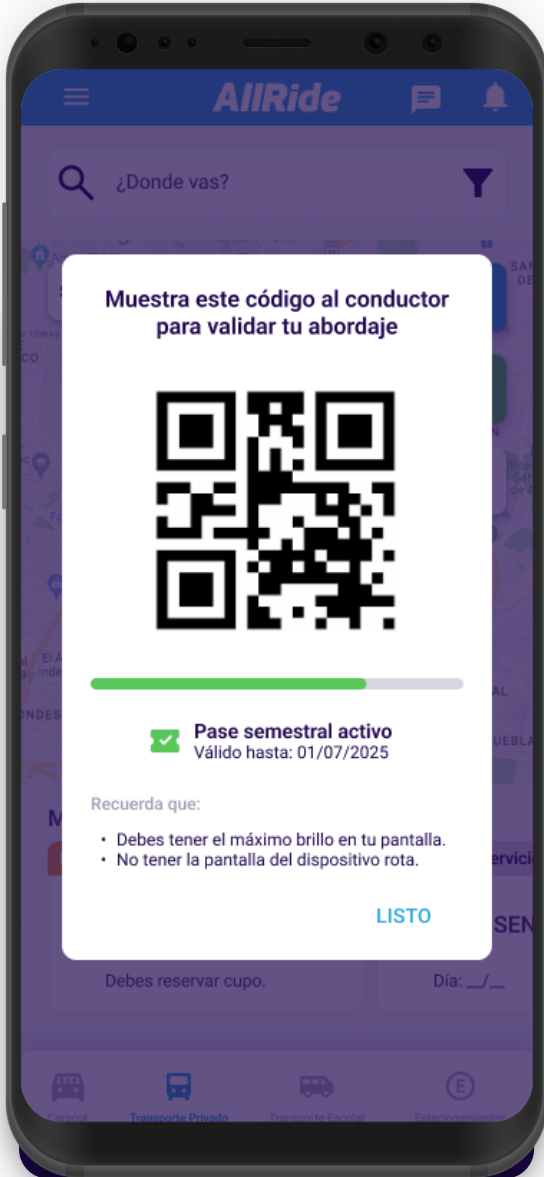 AllRide
¿Donde vas?
Muestra este código al conductor
para validar tu abordaje
Pase semestral activo
Válido hasta: 01/07/2025
Recuerda que:
• Debes tener el máximo brillo en tu pantalla.
• No tener la pantalla del dispositivo rota.
LISTO
Debes reservar cupo.
Día: __/__
Carpool
Transporte Privado
Transporte Escolar
Estacionamientos